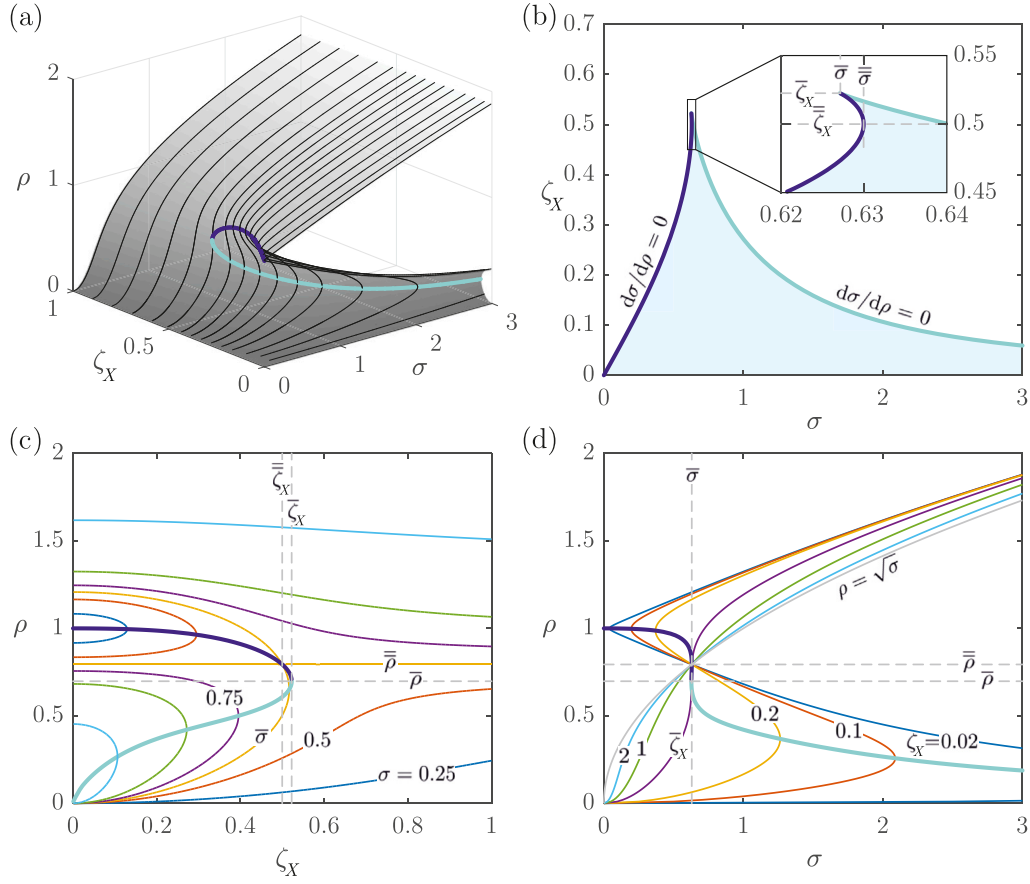 (a)
2
ρ
1
0
1
0.5
ζ_X
0
0
1
2
3
σ
(b)
0.7
0.6
0.5
0.4
ζ_X
0.3
0.2
0.1
0
0
1
2
3
σ
dσ/dρ = 0
dσ/dρ = 0
σ̅ σ̿
ζ̅_X
ζ̿_X
0.55
0.5
0.45
0.62 0.63 0.64
(c)
2
1.5
ρ 1
0.5
0
ζ̿_X
ζ̅_X
ρ̿
ρ̅
0.75
σ̅
0.5
σ = 0.25
0 0.2 0.4 0.6 0.8 1
ζ_X
(d)
2
1.5
ρ 1
0.5
0
σ̅
ρ = √σ
ρ̿
ρ̅
0.2
0.1
ζ_X=0.02
2 1 ζ̅_X
0 1 2 3
σ